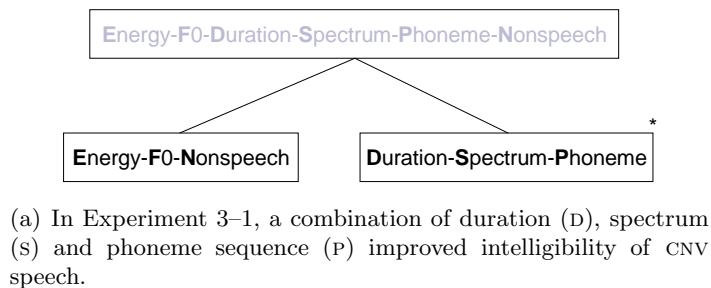 Energy-F0-Duration-Spectrum-Phoneme-Nonspeech
*
Energy-F0-Nonspeech
Duration-Spectrum-Phoneme
(a) In Experiment 3–1, a combination of duration (D), spectrum
(S) and phoneme sequence (P) improved intelligibility of CNV
speech.